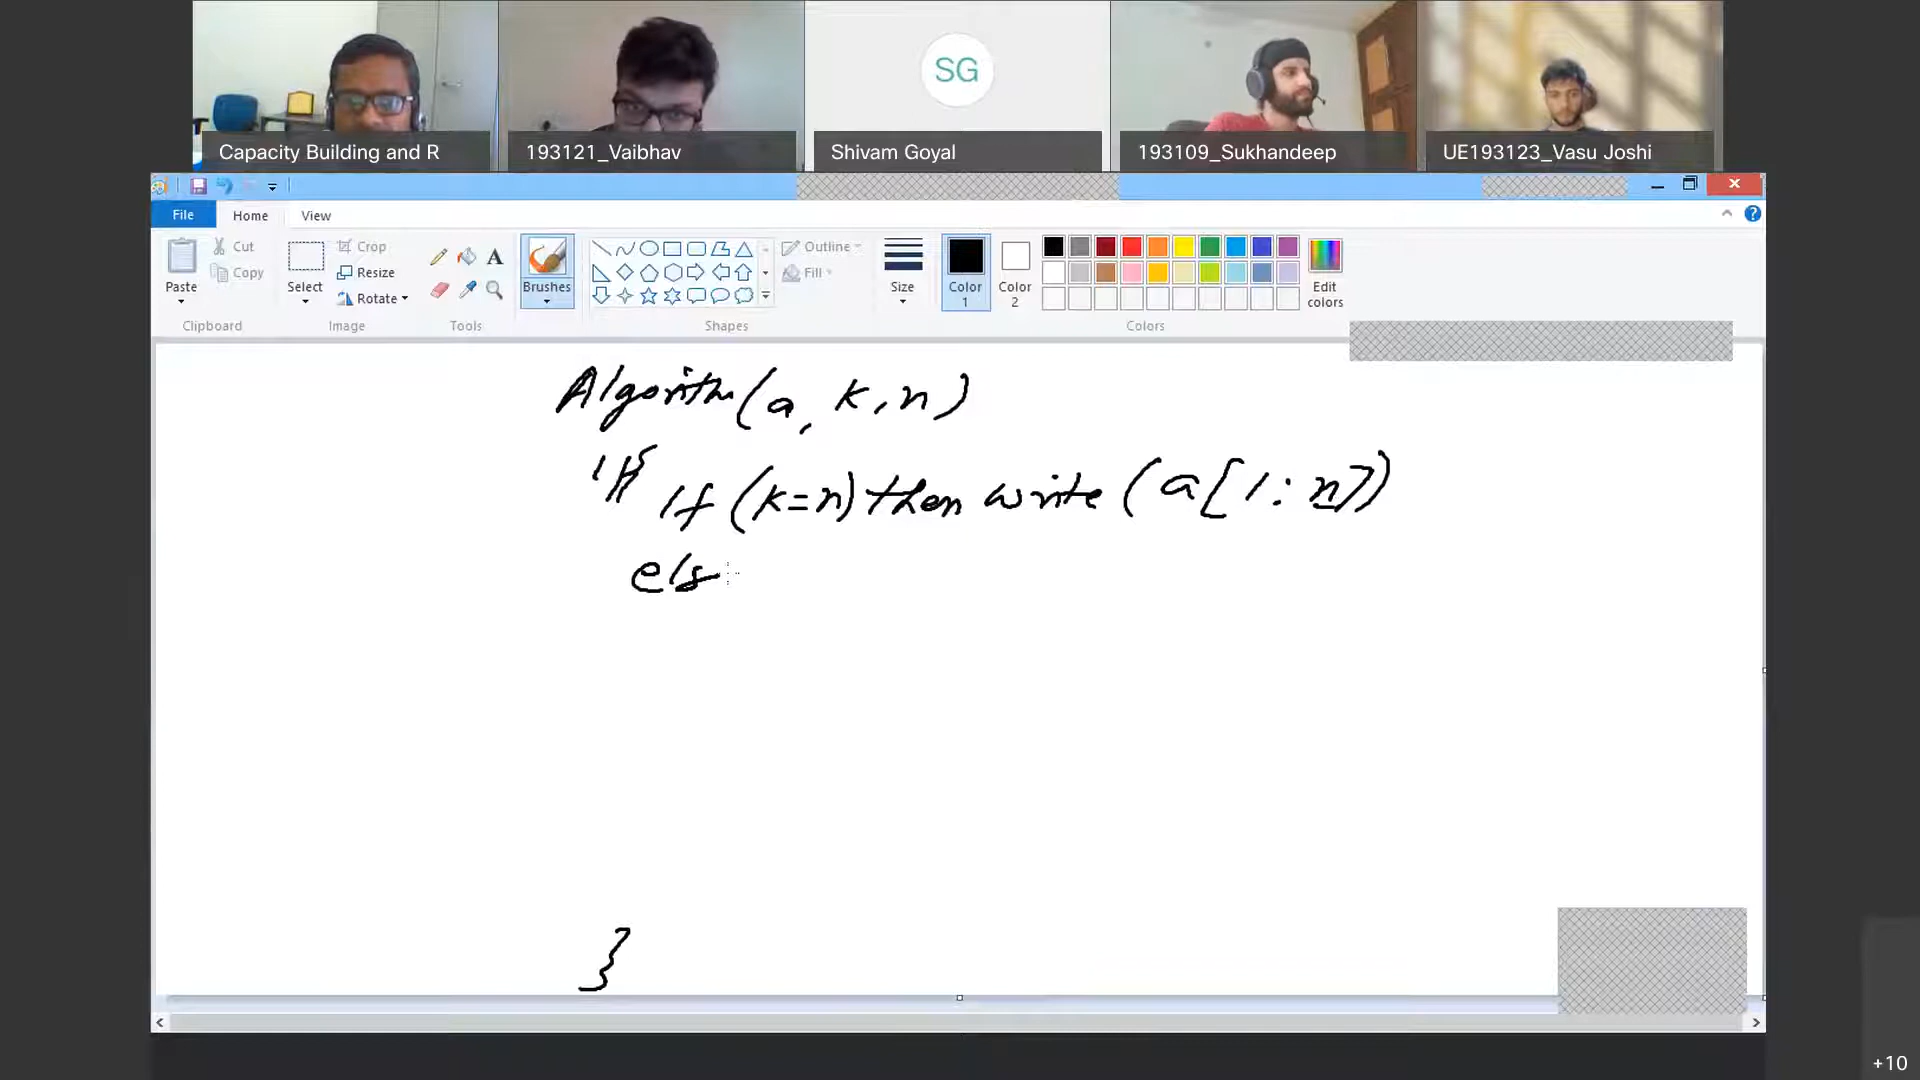 SG
Capacity Building and R
193121_Vaibhav
Shivam Goyal
193109_Sukhandeep
UE193123_Vasu Joshi
File
Home
View
Paste
Cut
Copy
Clipboard
Select
Crop
Resize
Rotate
Image
A
Tools
Brushes
Shapes
Outline
Fill
Size
Color 1
Color 2
Colors
Edit colors
Algorithm(a, k, n)
If (k=n) then write (a[1: n])
els
}
+10